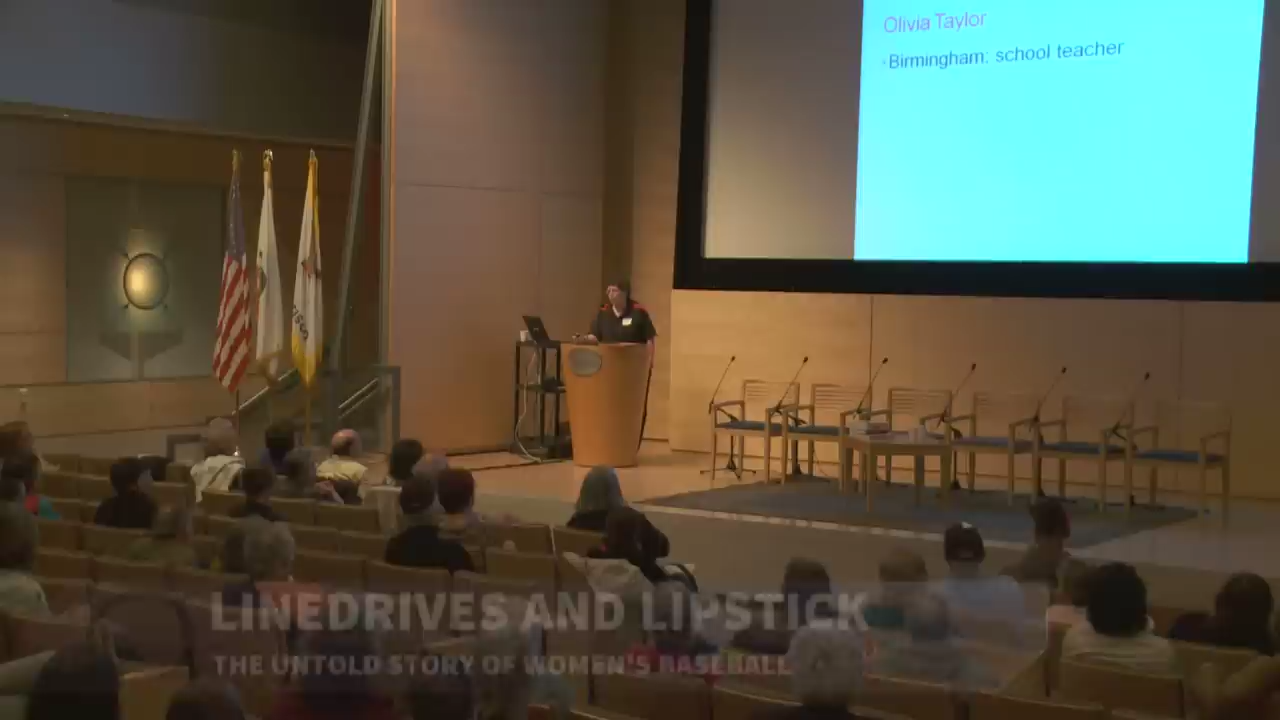 Olivia Taylor
•Birmingham: school teacher
LINEDRIVES AND LIPSTICK
THE UNTOLD STORY OF WOMEN'S BASEBALL